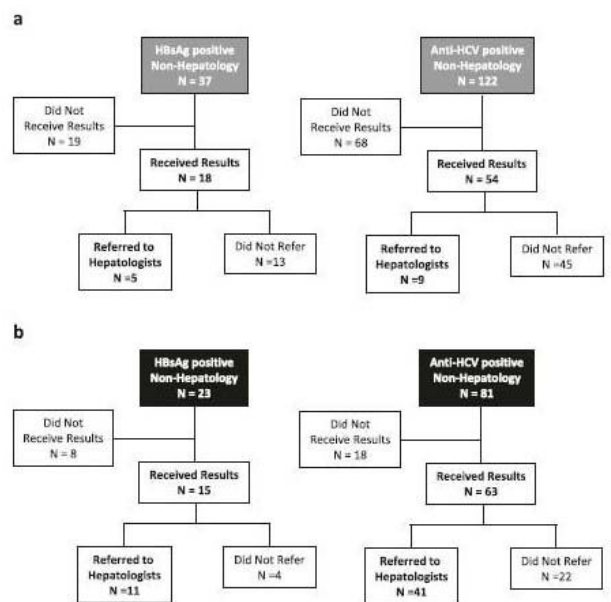 a
HBsAg positive
Non-Hepatology
N = 37
Did Not
Receive Results
N = 19
Received Results
N = 18
Referred to
Hepatologists
N =5
Did Not Refer
N =13
Anti-HCV positive
Non-Hepatology
N = 122
Did Not
Receive Results
N = 68
Received Results
N = 54
Referred to
Hepatologists
N =9
Did Not Refer
N =45
b
HBsAg positive
Non-Hepatology
N = 23
Did Not
Receive Results
N = 8
Received Results
N = 15
Referred to
Hepatologists
N =11
Did Not Refer
N =4
Anti-HCV positive
Non-Hepatology
N = 81
Did Not
Receive Results
N = 18
Received Results
N = 63
Referred to
Hepatologists
N =41
Did Not Refer
N =22